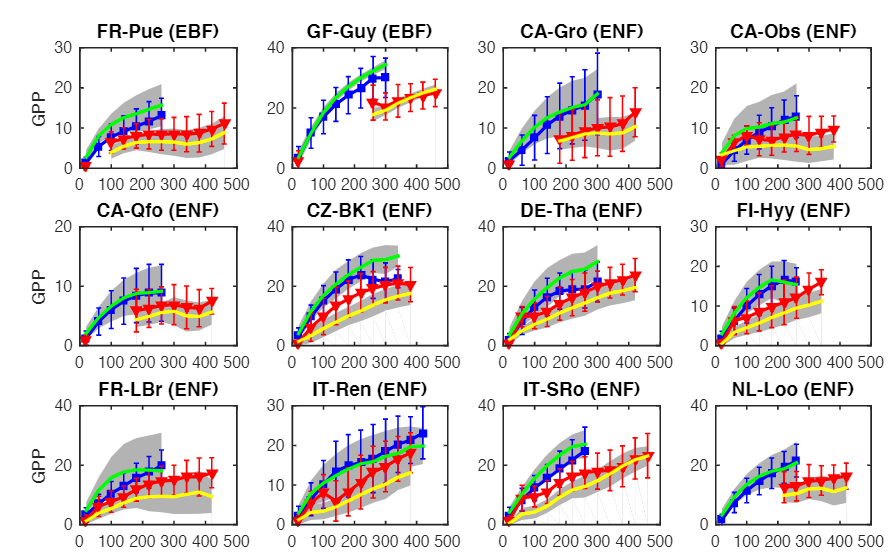 FR-Pue (EBF) GF-Guy (EBF) CA-Gro (ENF) CA-Obs (ENF)
30 40 30 30
20 20 20 20
10 0 10 10
0 0 0
GPP
0 100 200 300 400 500 0 100 200 300 400 500 0 100 200 300 400 500 0 100 200 300 400 500
CA-Qfo (ENF) CZ-BK1 (ENF) DE-Tha (ENF) FI-Hyy (ENF)
20 40 40 30
10 20 20 20
0 0 0 10
0
GPP
0 100 200 300 400 500 0 100 200 300 400 500 0 100 200 300 400 500 0 100 200 300 400 500
FR-LBr (ENF) IT-Ren (ENF) IT-SRo (ENF) NL-Loo (ENF)
40 30 40 40
20 20 20 20
0 10 0 0
0
GPP
0 100 200 300 400 500 0 100 200 300 400 500 0 100 200 300 400 500 0 100 200 300 400 500